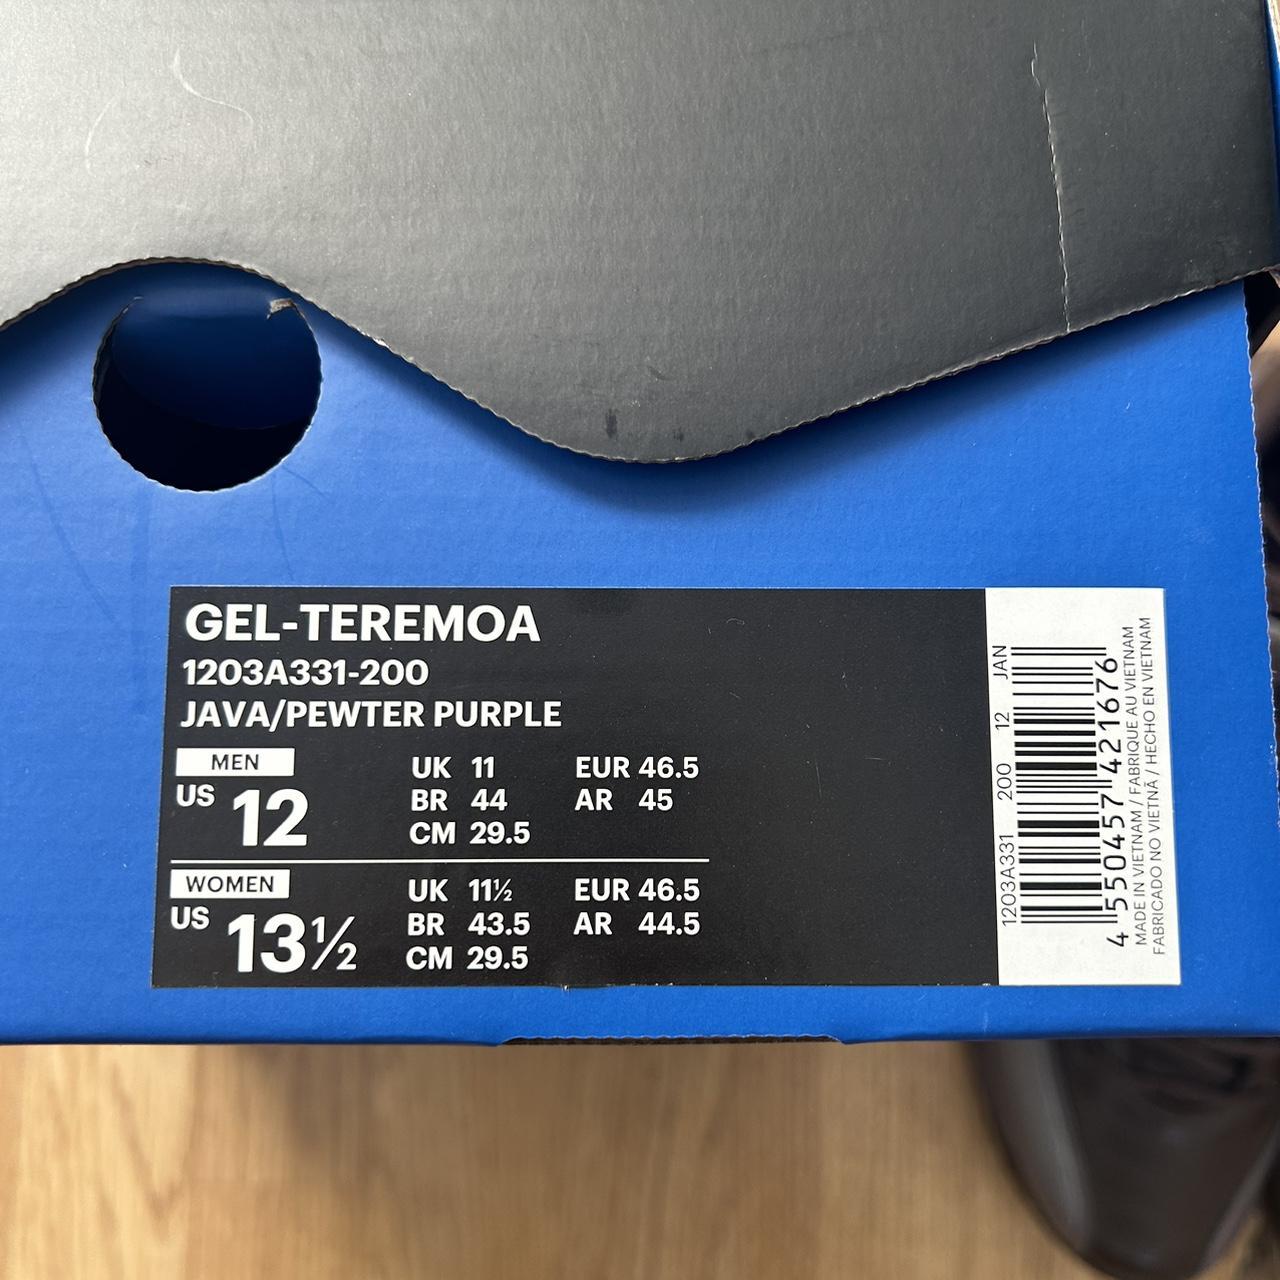 GEL-TEREMOA
1203A331-200
JAVA/PEWTER PURPLE
MEN
US 12
UK 11 EUR 46.5
BR 44 AR 45
CM 29.5
WOMEN
US 13½
UK 11½ EUR 46.5
BR 43.5 AR 44.5
CM 29.5
1203A331 200 12 JAN
4 550457 421676
MADE IN VIETNAM / FABRIQUE AU VIETNAM
FABRICADO NO VIETNÃ / HECHO EN VIETNAM